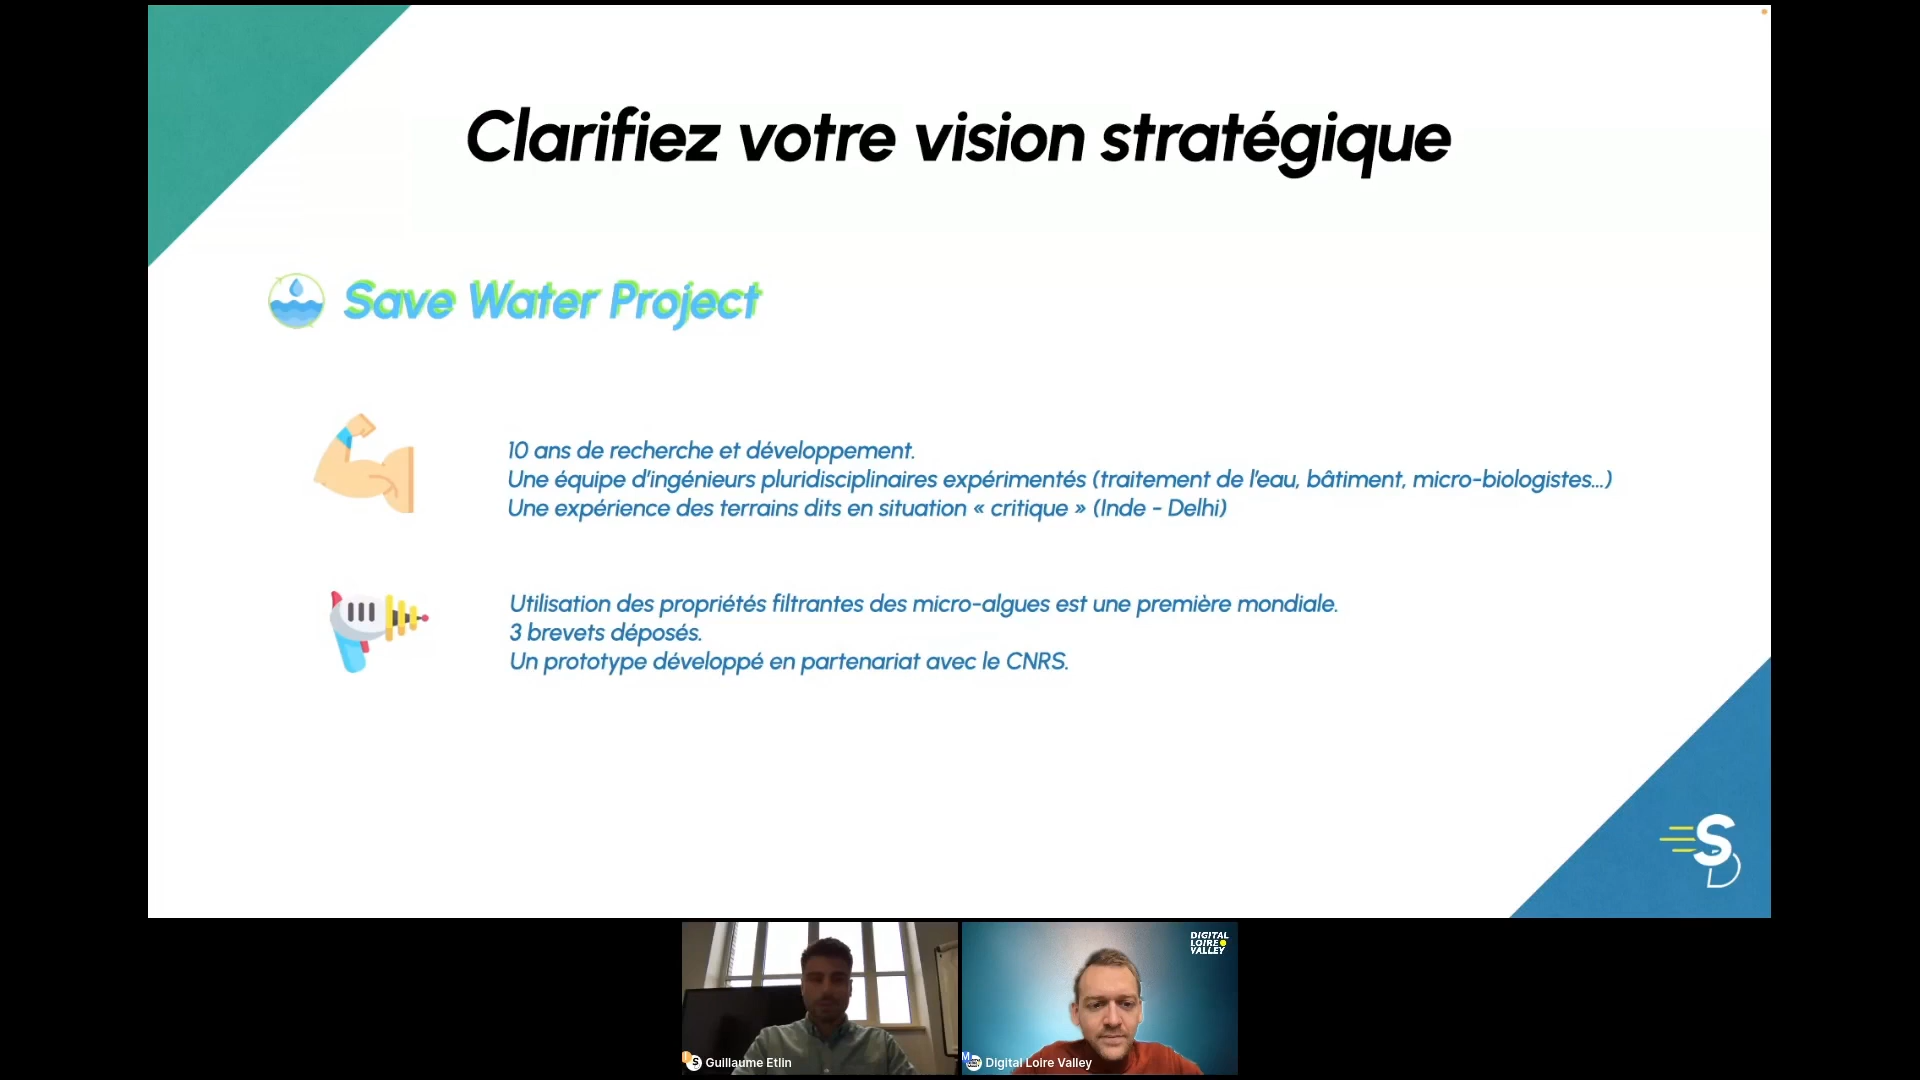 Clarifiez votre vision stratégique
Save Water Project
10 ans de recherche et développement.
Une équipe d'ingénieurs pluridisciplinaires expérimentés (traitement de l'eau, bâtiment, micro-biologistes...)
Une expérience des terrains dits en situation « critique » (Inde - Delhi)
Utilisation des propriétés filtrantes des micro-algues est une première mondiale.
3 brevets déposés.
Un prototype développé en partenariat avec le CNRS.
SD
DIGITAL
LOIRE
VALLEY
Guillaume Etlin
Digital Loire Valley